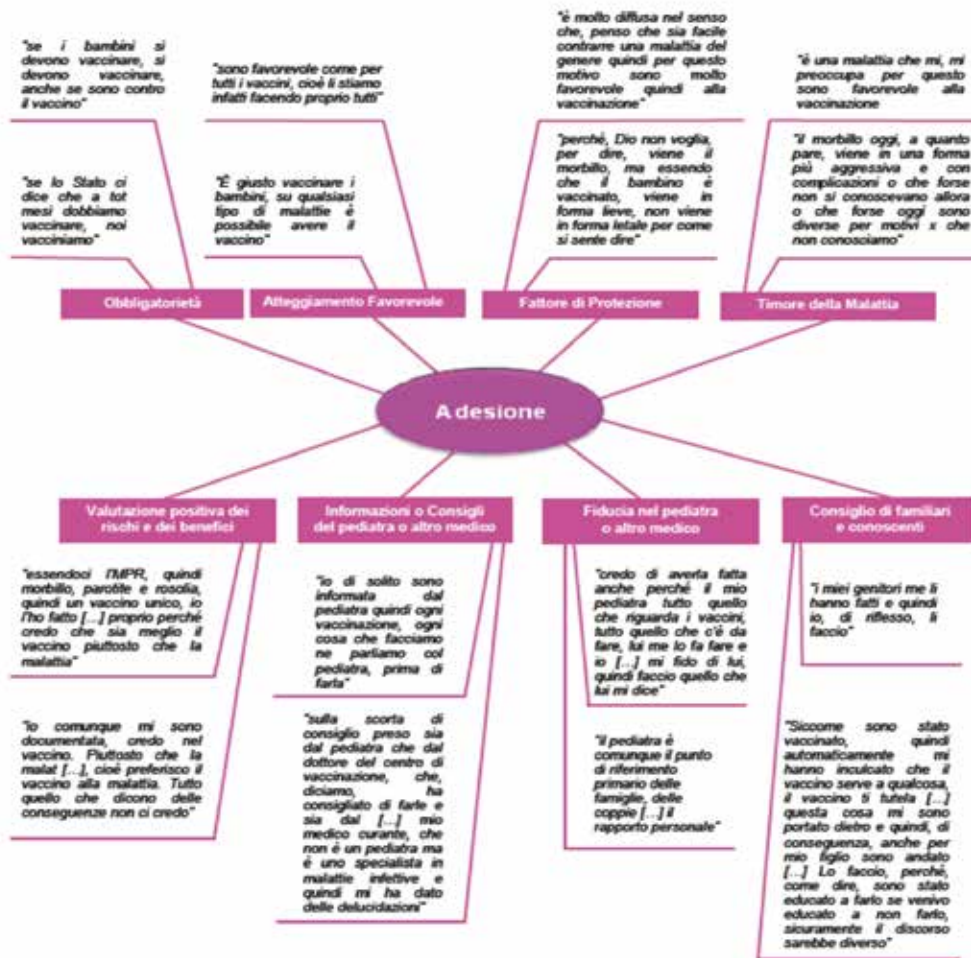 "se i bambini si
devono vaccinare, si
devono vaccinare,
anche se sono contro
il vaccino"
"se lo Stato ci
dice che a tot
mesi dobbiamo
vaccinare, noi
vacciniamo"
Obbligatorietà
"sono favorevole come per
tutti i vaccini, cioè li stiamo
infatti facendo proprio tutti"
"È giusto vaccinare i
bambini, su qualsiasi
tipo di malattie è
possibile avere il
vaccino"
Atteggiamento Favorevole
"è molto diffusa nel senso
che, penso che sia facile
contrarre una malattia del
genere quindi per questo
motivo sono molto
favorevole quindi alla
vaccinazione"
"perché, Dio non voglia,
per dire, viene il
morbillo, ma essendo
che il bambino è
vaccinato, viene in
forma lieve, non viene
in forma letale per come
si sente dire"
Fattore di Protezione
"è una malattia che mi, mi
preoccupa per questo
sono favorevole alla
vaccinazione
"il morbillo oggi, a quanto
pare, viene in una forma
più aggressiva e con
complicazioni o che forse
non si conoscevano allora
o che forse oggi sono
diverse per motivi x che
non conosciamo"
Timore della Malattia
Adesione
Valutazione positiva dei
rischi e dei benefici
"essendoci l'MPR, quindi
morbillo, parotite e rosolia,
quindi un vaccino unico, io
l'ho fatto [...] proprio perché
credo che sia meglio il
vaccino piuttosto che la
malattia"
"io comunque mi sono
documentata, credo nel
vaccino. Piuttosto che la
malat [...], cioè preferisco il
vaccino alla malattia. Tutto
quello che dicono delle
conseguenze non ci credo"
Informazioni o Consigli
del pediatra o altro medico
"io di solito sono
informata dal
pediatra quindi ogni
vaccinazione, ogni
cosa che facciamo
ne parliamo col
pediatra, prima di
farla"
"sulla scorta di
consiglio preso sia
dal pediatra che dal
dottore del centro di
vaccinazione, che,
diciamo, ha
consigliato di farle e
sia dal [...] mio
medico curante, che
non è un pediatra ma
è uno specialista in
malattie infettive e
quindi mi ha dato
delle delucidazioni"
Fiducia nel pediatra
o altro medico
"credo di averla fatta
anche perché il mio
pediatra tutto quello
che riguarda i vaccini,
tutto quello che c'è da
fare, lui me lo fa fare e
io [...] mi fido di lui,
quindi faccio quello che
lui mi dice"
"il pediatra è
comunque il punto di
riferimento
primario delle
famiglie, delle
coppie [...] il
rapporto personale"
Consiglio di familiari
e conoscenti
"i miei genitori me li
hanno fatti e quindi
io, di riflesso, li
faccio"
"Siccome sono stato
vaccinato, quindi
automaticamente mi
hanno inculcato che il
vaccino serve a qualcosa,
il vaccino ti tutela [...]
questa cosa mi sono
portato dietro e quindi, di
conseguenza, anche per
mio figlio sono andato
[...] Lo faccio, perché,
come dire, sono stato
educato a farlo se venivo
educato a non farlo,
sicuramente il discorso
sarebbe diverso"